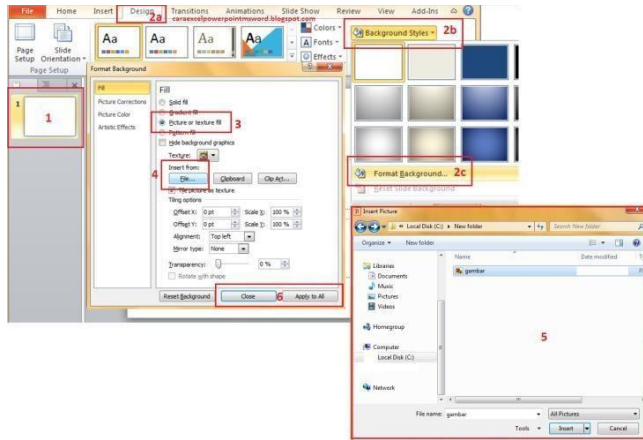 File Home Insert Design Transitions Animations Slide Show Review View Add-Ins
2a
caraexcelpowerpointmsword.blogspot.com
Page Setup
Slide Orientation
Page Setup
Aa Aa Aa Aa
Colors
Fonts
Effects
2b
Background Styles
Format Background
Fill
Picture Corrections
Picture Color
Artistic Effects
Fill
Solid fill
Gradient fill
Picture or texture fill
3
Pattern fill
Hide background graphics
Texture:
Insert from:
4
File... Clipboard Clip Art...
Tile picture as texture
Tiling options
Offset X: 0 pt Scale X: 100 %
Offset Y: 0 pt Scale Y: 100 %
Alignment: Top left
Mirror type: None
Transparency: 0 %
Rotate with shape
Reset Background Close 6 Apply to All
1
1
Format Background... 2c
Reset Slide Background
Insert Picture
Local Disk (C:) New folder Search New folder
Organize New folder
Name Date modified
Libraries
Documents
Music
Pictures
Videos
Homegroup
Computer
Local Disk (C:)
Network
gambar
5
File name: gambar All Pictures
Tools Insert Cancel